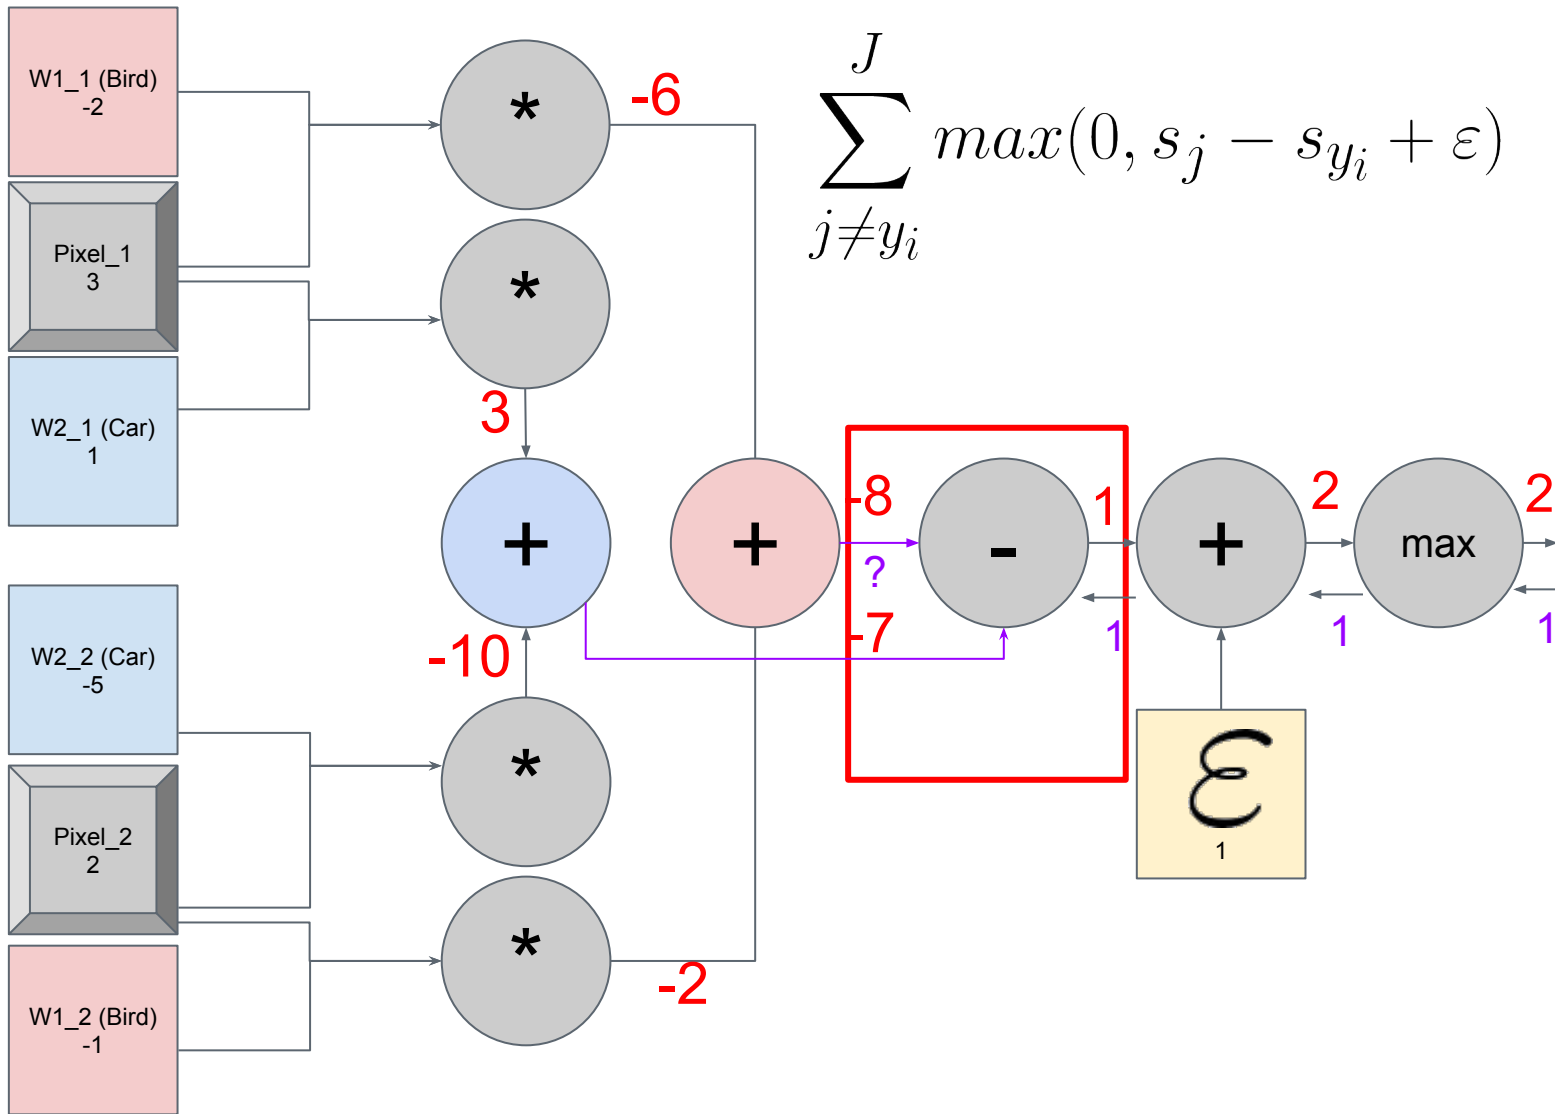 W1_1 (Bird)
-2
*
-6
J
∑ max(0, s_j − s_{y_i} + ε)
j≠y_i
Pixel_1
3
*
3
W2_1 (Car)
1
+
+
-8
?
-7
-
1
1
+
2
1
max
2
1
-10
W2_2 (Car)
-5
*
ε
1
Pixel_2
2
*
-2
W1_2 (Bird)
-1